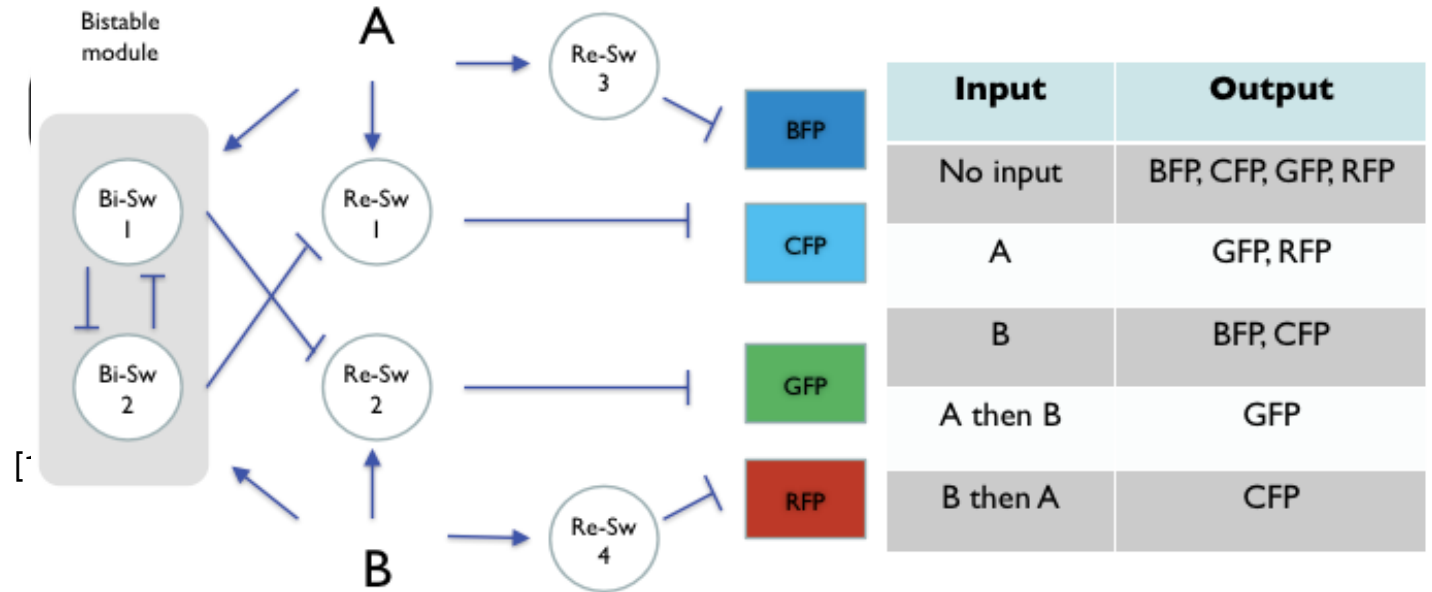 Bistable
module
A
B
Bi-Sw
1
Bi-Sw
2
Re-Sw
1
Re-Sw
2
Re-Sw
3
Re-Sw
4
BFP
CFP
GFP
RFP
Input Output
No input BFP, CFP, GFP, RFP
A GFP, RFP
B BFP, CFP
A then B GFP
B then A CFP